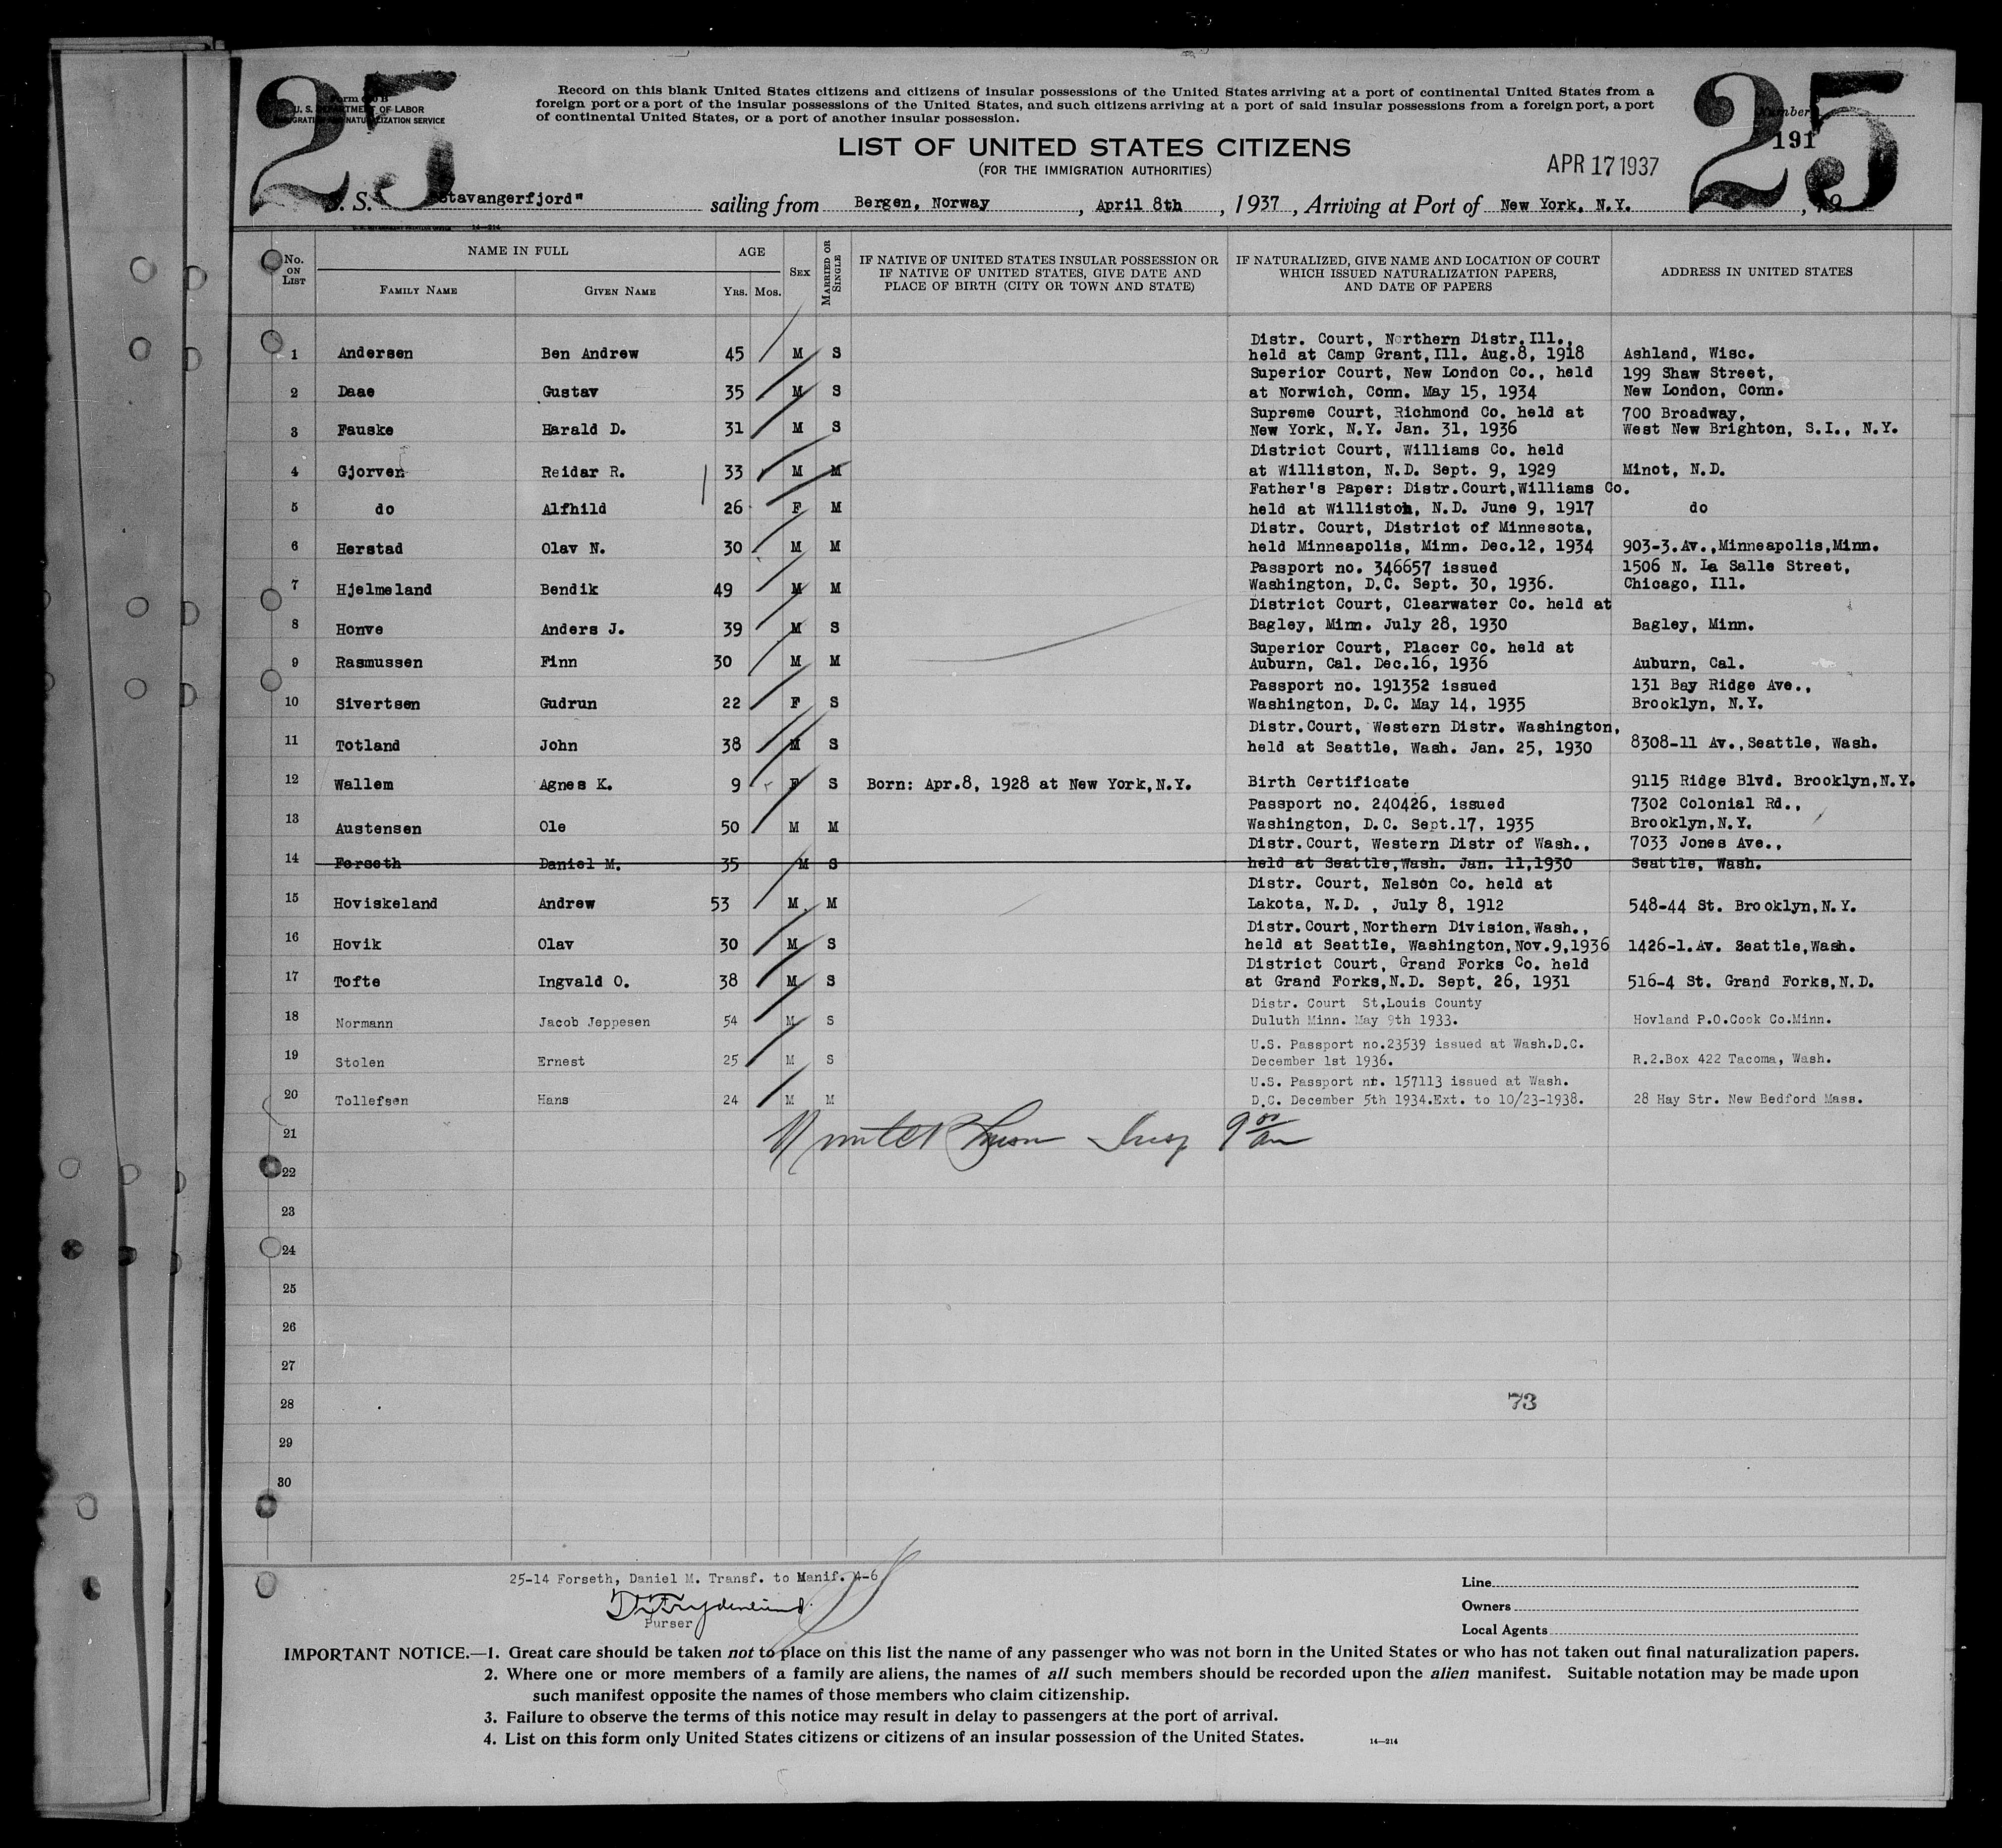 25
25
U. S. DEPARTMENT OF LABOR
IMMIGRATION AND NATURALIZATION SERVICE
Record on this blank United States citizens and citizens of insular possessions of the United States arriving at a port of continental United States from a
foreign port or a port of the insular possessions of the United States, and such citizens arriving at a port of said insular possessions from a foreign port, a port
of continental United States, or a port of another insular possession.
Number
191
LIST OF UNITED STATES CITIZENS
(FOR THE IMMIGRATION AUTHORITIES)
APR 17 1937
S. S. Stavangerfjord" sailing from Bergen, Norway, April 8th, 1937, Arriving at Port of New York, N.Y., 19
No. ON LIST NAME IN FULL AGE SEX MARRIED OR SINGLE IF NATIVE OF UNITED STATES INSULAR POSSESSION OR IF NATIVE OF UNITED STATES, GIVE DATE AND PLACE OF BIRTH (CITY OR TOWN AND STATE) IF NATURALIZED, GIVE NAME AND LOCATION OF COURT WHICH ISSUED NATURALIZATION PAPERS, AND DATE OF PAPERS ADDRESS IN UNITED STATES
FAMILY NAME GIVEN NAME YRS. MOS.
Distr. Court, Northern Distr. Ill.,
1 Andersen Ben Andrew 45 M S held at Camp Grant, Ill. Aug.8, 1918 Ashland, Wisc.
Superior Court, New London Co., held 199 Shaw Street,
2 Daae Gustav 35 M S at Norwich, Conn. May 15, 1934 New London, Conn.
Supreme Court, Richmond Co. held at 700 Broadway,
3 Fauske Harald D. 31 M S New York, N.Y. Jan. 31, 1936 West New Brighton, S.I., N.Y.
District Court, Williams Co. held
4 Gjorven Reidar R. 33 M M at Williston, N.D. Sept. 9, 1929 Minot, N.D.
Father's Paper: Distr.Court,Williams Co.
5 do Alfhild 26 F M held at Williston, N.D. June 9, 1917 do
Distr. Court, District of Minnesota,
6 Herstad Olav N. 30 M M held Minneapolis, Minn. Dec.12, 1934 903-3.Av.,Minneapolis,Minn.
Passport no. 346657 issued 1506 N. La Salle Street,
7 Hjelmeland Bendik 49 M M Washington, D.C. Sept. 30, 1936. Chicago, Ill.
District Court, Clearwater Co. held at
8 Honve Anders J. 39 M S Bagley, Minn. July 28, 1930 Bagley, Minn.
Superior Court, Placer Co. held at
9 Rasmussen Finn 30 M M Auburn, Cal. Dec.16, 1936 Auburn, Cal.
Passport no. 191352 issued 131 Bay Ridge Ave.,
10 Sivertsen Gudrun 22 F S Washington, D.C. May 14, 1935 Brooklyn, N.Y.
Distr.Court, Western Distr. Washington,
11 Totland John 38 M S held at Seattle, Wash. Jan. 25, 1930 8308-11 Av.,Seattle, Wash.
12 Wallem Agnes K. 9 F S Born: Apr.8, 1928 at New York,N.Y. Birth Certificate 9115 Ridge Blvd. Brooklyn,N.Y.
Passport no. 240426, issued 7302 Colonial Rd.,
13 Austensen Ole 50 M M Washington, D.C. Sept.17, 1935 Brooklyn,N.Y.
Distr.Court, Western Distr of Wash., 7033 Jones Ave.,
14 Forseth Daniel M. 35 M S held at Seattle,Wash. Jan. 11,1930 Seattle, Wash.
Distr. Court, Nelson Co. held at
15 Hoviskeland Andrew 53 M M Lakota, N.D. , July 8, 1912 548-44 St. Brooklyn,N.Y.
Distr.Court,Northern Division,Wash.,
16 Hovik Olav 30 M S held at Seattle, Washington,Nov.9,1936 1426-1.Av. Seattle,Wash.
District Court, Grand Forks Co. held
17 Tofte Ingvald O. 38 M S at Grand Forks,N.D. Sept. 26, 1931 516-4 St. Grand Forks,N.D.
Distr. Court St,Louis County
18 Normann Jacob Jeppesen 54 M S Duluth Minn. May 9th 1933. Hovland P.O.Cook Co.Minn.
U.S. Passport no.23539 issued at Wash.D.C.
19 Stolen Ernest 25 M S December 1st 1936. R.2.Box 422 Tacoma, Wash.
U.S. Passport nr. 157113 issued at Wash.
20 Tollefsen Hans 24 M M D.C. December 5th 1934.Ext. to 10/23-1938. 28 Hay Str. New Bedford Mass.
21
22
23
24
25
26
27
28 73
29
30
25-14 Forseth, Daniel M. Transf. to Manif. 4-6
Purser
Line
Owners
Local Agents
IMPORTANT NOTICE.—1. Great care should be taken not to place on this list the name of any passenger who was not born in the United States or who has not taken out final naturalization papers.
2. Where one or more members of a family are aliens, the names of all such members should be recorded upon the alien manifest. Suitable notation may be made upon
such manifest opposite the names of those members who claim citizenship.
3. Failure to observe the terms of this notice may result in delay to passengers at the port of arrival.
4. List on this form only United States citizens or citizens of an insular possession of the United States.
14—214